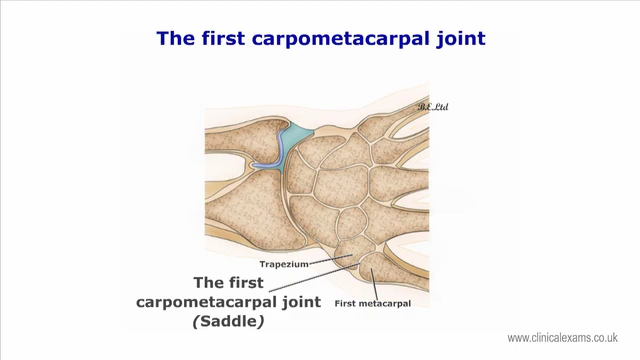 The first carpometacarpal joint
B.E.Ltd
Trapezium
The first
carpometacarpal joint
(Saddle)
First metacarpal
www.clinicalexams.co.uk